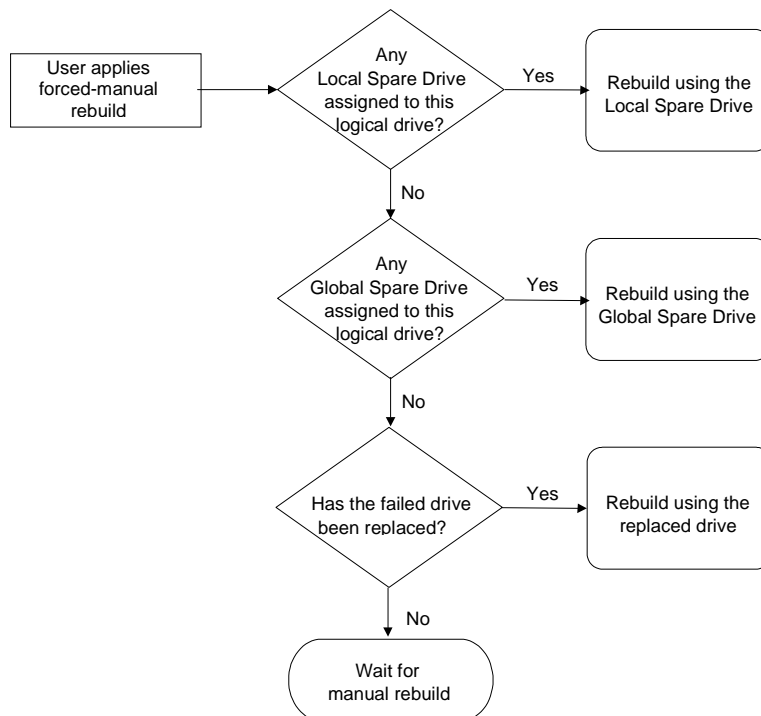 User applies
forced-manual
rebuild
Any
Local Spare Drive
assigned to this
logical drive?
Yes
Rebuild using the
Local Spare Drive
No
Any
Global Spare Drive
assigned to this
logical drive?
Yes
Rebuild using the
Global Spare Drive
No
Has the failed drive
been replaced?
Yes
Rebuild using the
replaced drive
No
Wait for
manual rebuild